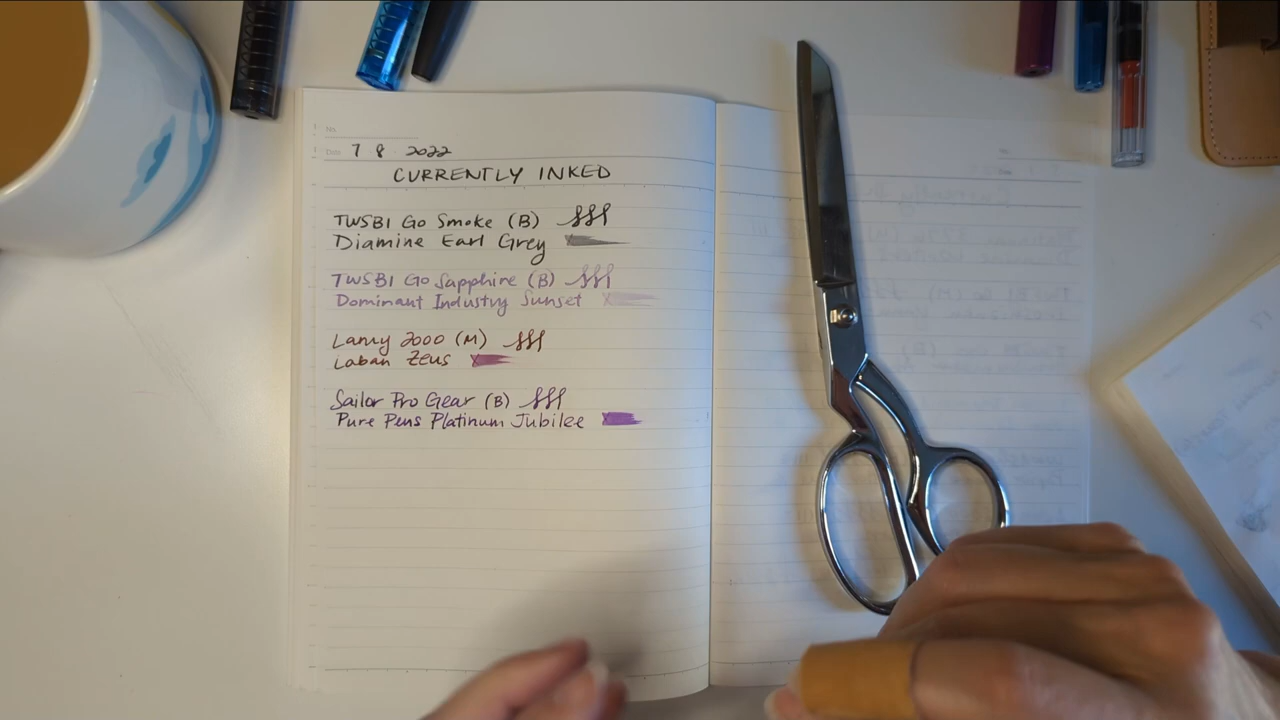 No.
Date 7 8 2022
CURRENTLY INKED
TWSBI Go Smoke (B)
Diamine Earl Grey
TWSBI Go Sapphire (B)
Dominant Industry Sunset
Lamy 2000 (M)
Laban Zeus
Sailor Pro Gear (B)
Pure Pens Platinum Jubilee